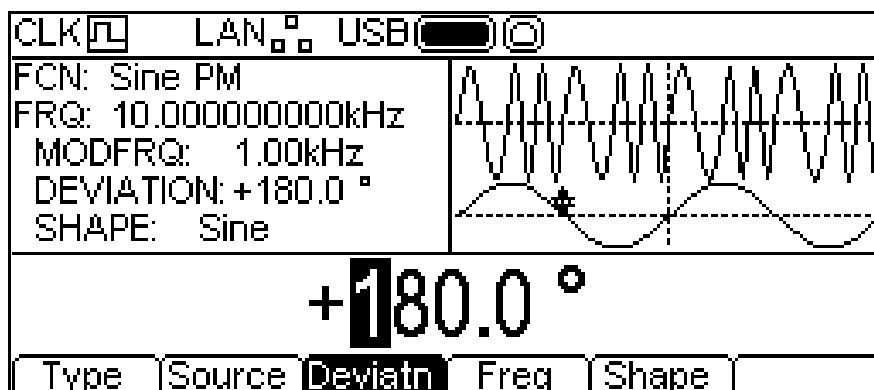 CLK LAN USB
FCN: Sine PM
FRQ: 10.000000000kHz
MODFRQ: 1.00kHz
DEVIATION: +180.0 °
SHAPE: Sine
+180.0 °
Type Source Deviatn Freq Shape